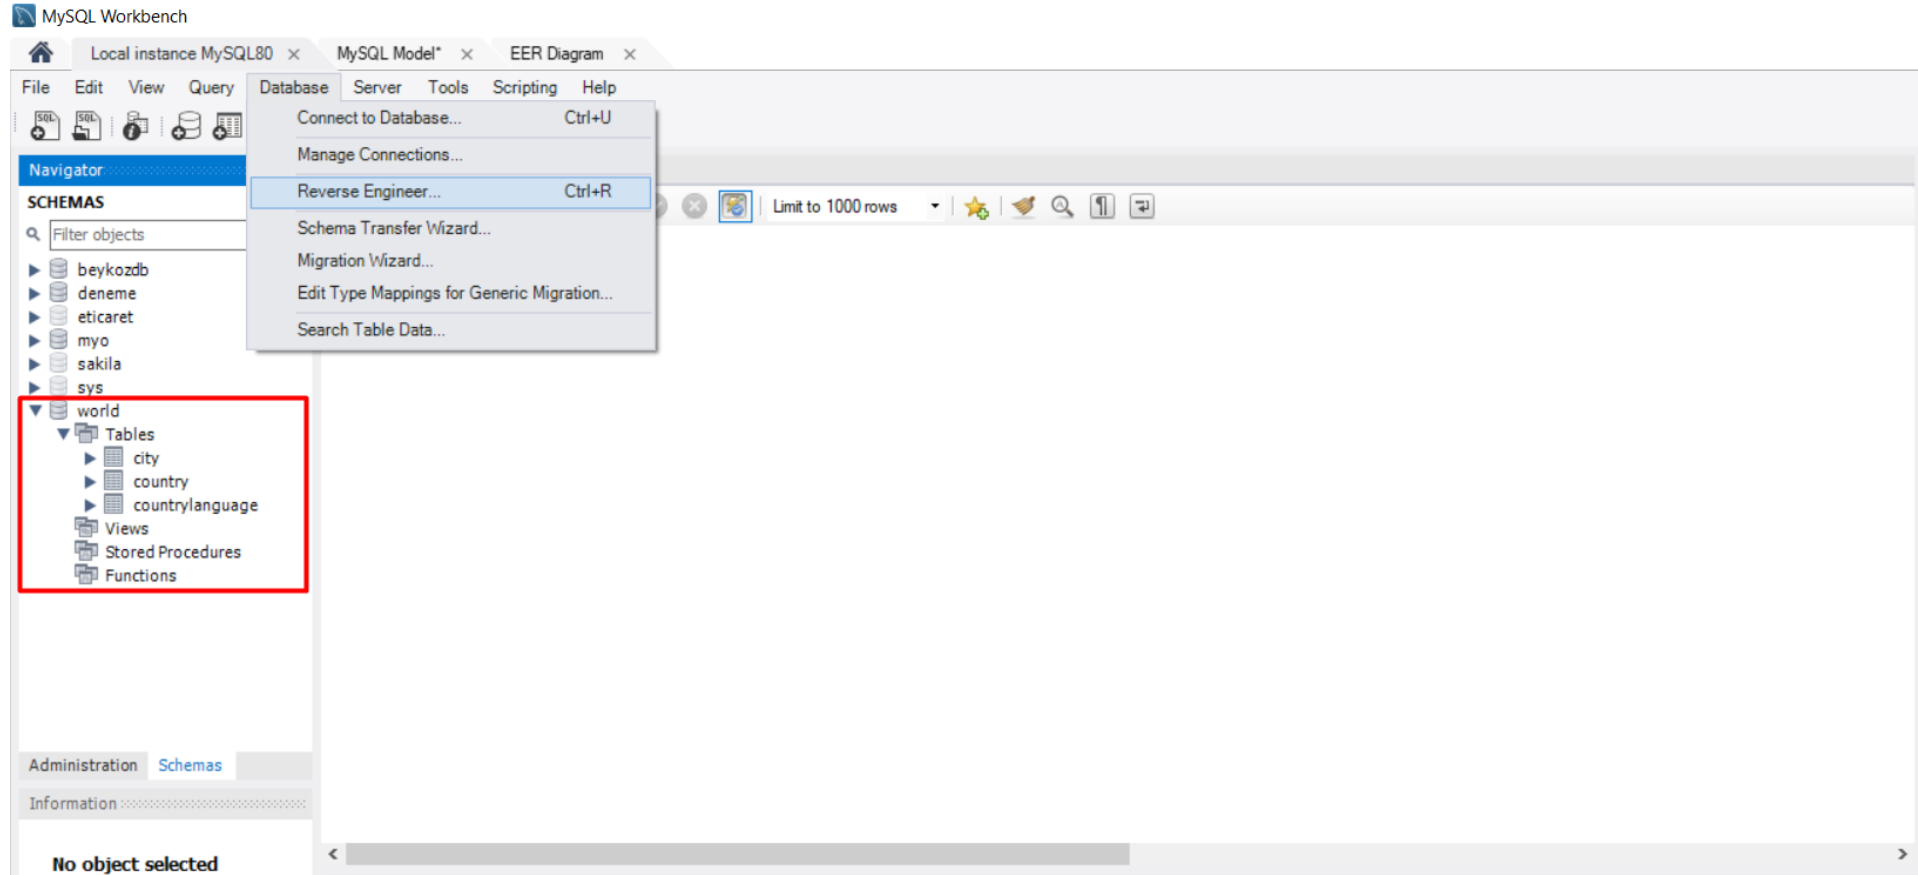 MySQL Workbench
Local instance MySQL80 × MySQL Model* × EER Diagram ×
File Edit View Query Database Server Tools Scripting Help
SQL SQL
Connect to Database... Ctrl+U
Manage Connections...
Navigator
Reverse Engineer... Ctrl+R
SCHEMAS
Limit to 1000 rows
Schema Transfer Wizard...
Filter objects
Migration Wizard...
beykozdb
Edit Type Mappings for Generic Migration...
deneme
eticaret
Search Table Data...
myo
sakila
sys
world
Tables
city
country
countrylanguage
Views
Stored Procedures
Functions
Administration Schemas
Information
No object selected